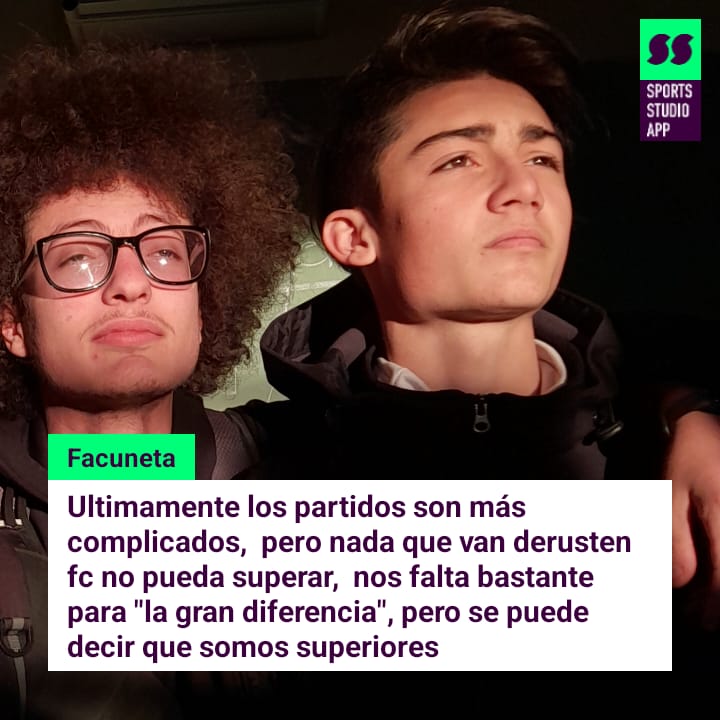 SPORTS
STUDIO
APP
Facuneta
Ultimamente los partidos son más
complicados,  pero nada que van derusten
fc no pueda superar,  nos falta bastante
para "la gran diferencia", pero se puede
decir que somos superiores